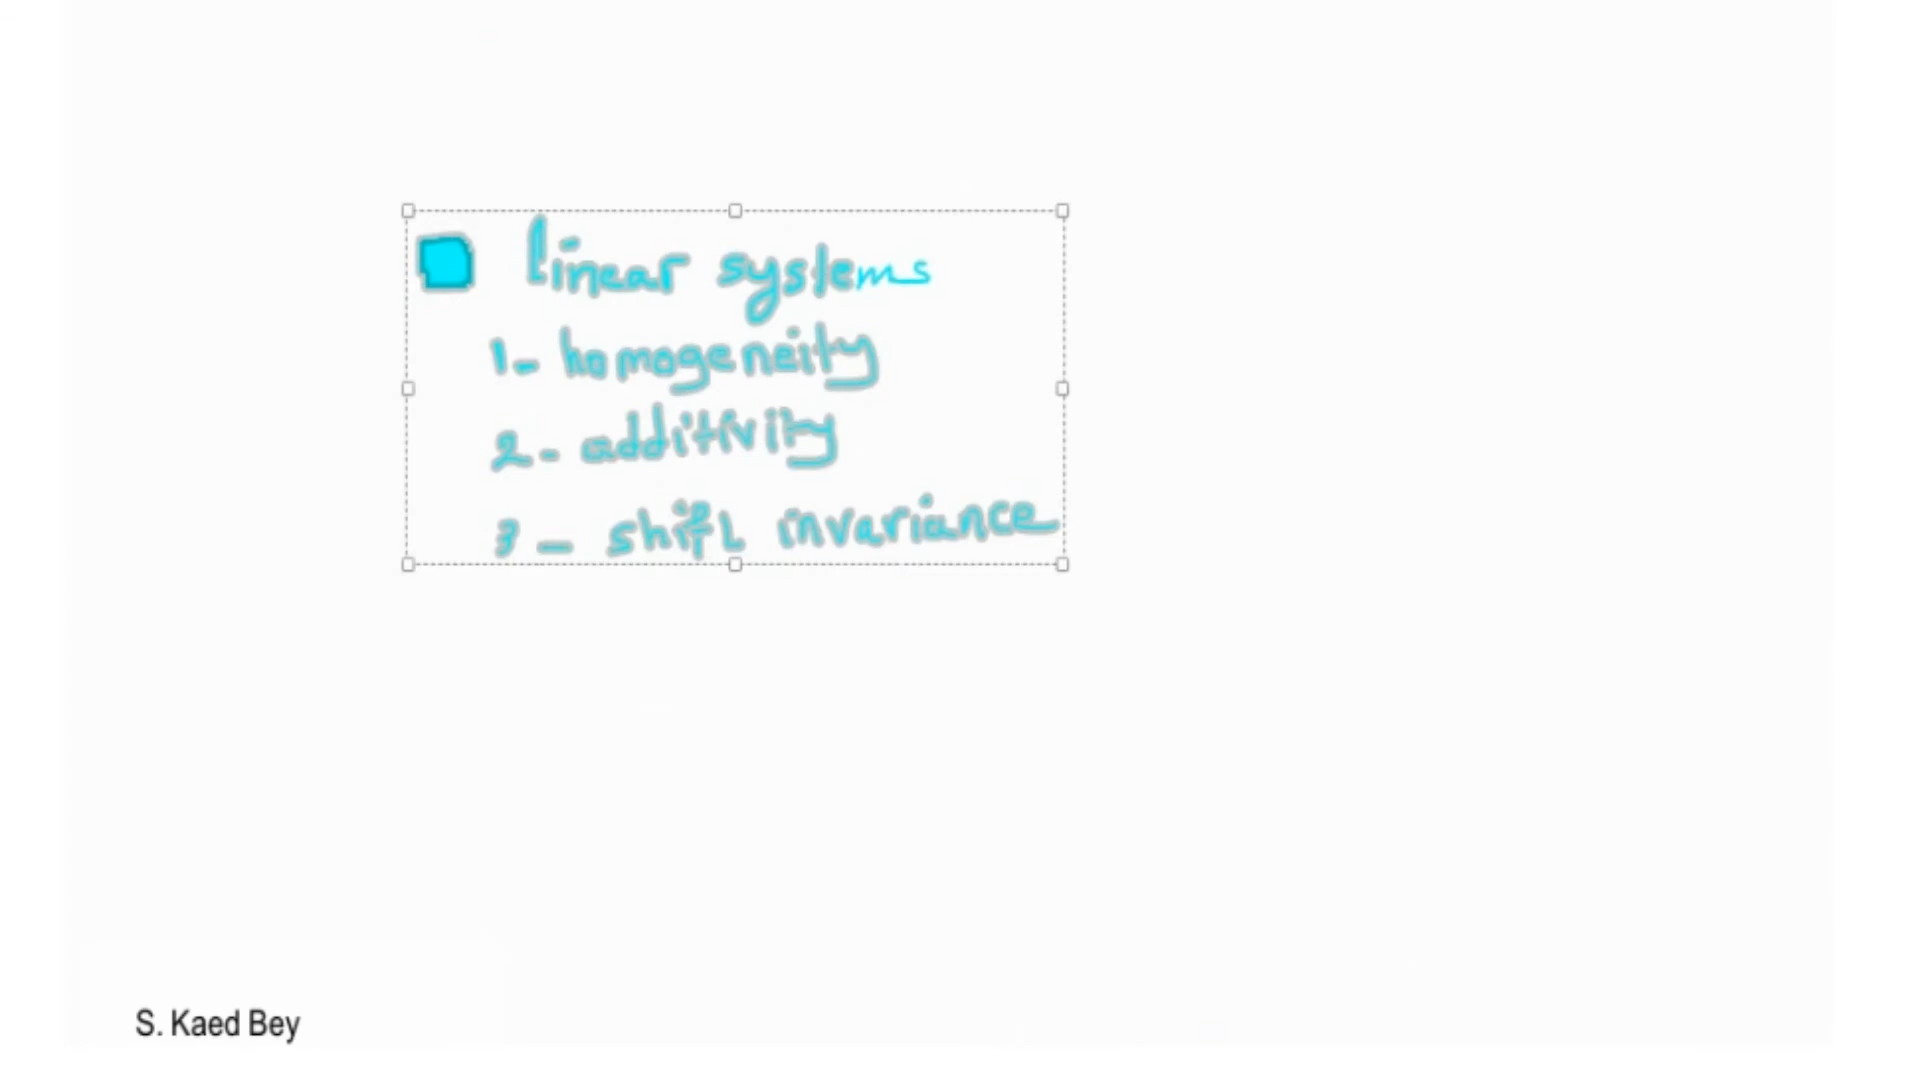 linear systems
1- homogeneity
2- additivity
3- shift invariance
S. Kaed Bey